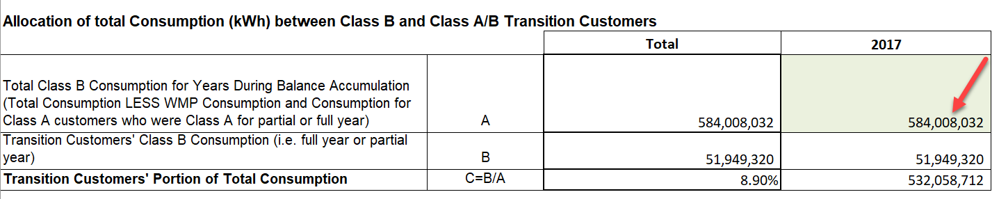 Allocation of total Consumption (kWh) between Class B and Class A/B Transition Customers
Total 2017
Total Class B Consumption for Years During Balance Accumulation
(Total Consumption LESS WMP Consumption and Consumption for
Class A customers who were Class A for partial or full year) A 584,008,032 584,008,032
Transition Customers' Class B Consumption (i.e. full year or partial
year) B 51,949,320 51,949,320
Transition Customers' Portion of Total Consumption C=B/A 8.90% 532,058,712